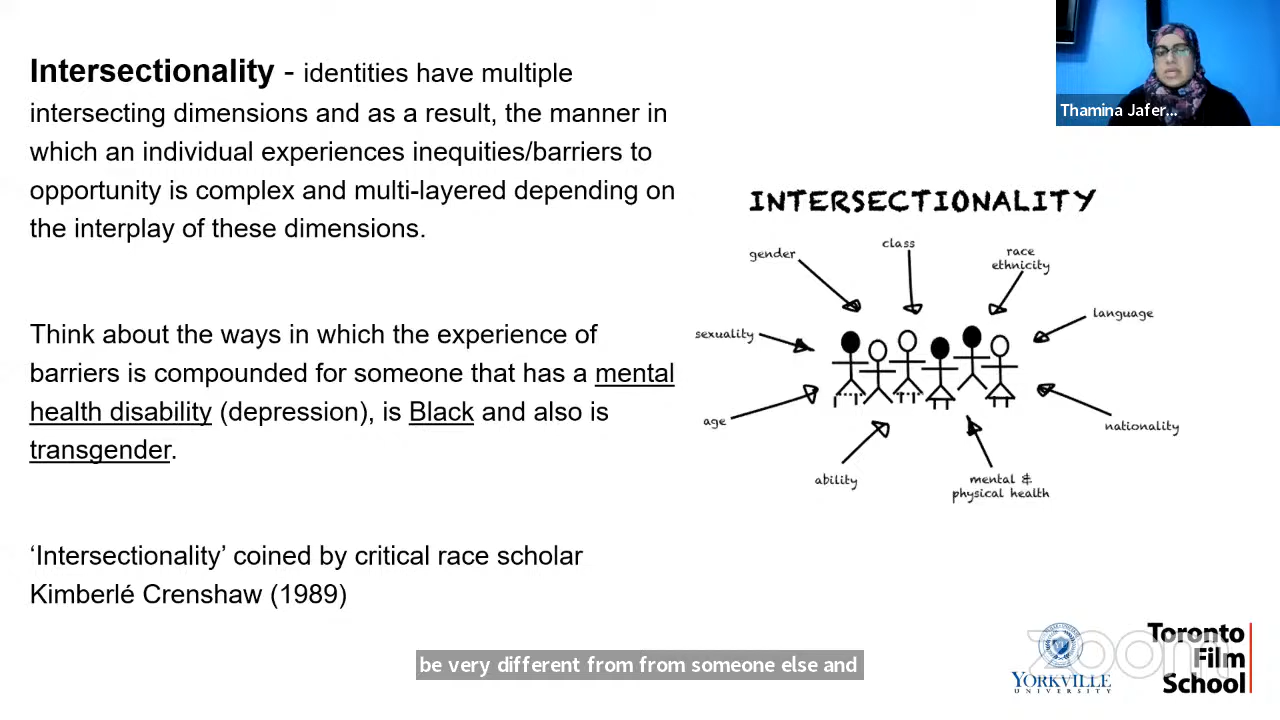 Intersectionality - identities have multiple
intersecting dimensions and as a result, the manner in
which an individual experiences inequities/barriers to
opportunity is complex and multi-layered depending on
the interplay of these dimensions.
Think about the ways in which the experience of
barriers is compounded for someone that has a mental
health disability (depression), is Black and also is
transgender.
‘Intersectionality’ coined by critical race scholar
Kimberlé Crenshaw (1989)
Thamina Jafer...
INTERSECTIONALITY
gender
class
race
ethnicity
sexuality
language
age
nationality
ability
mental &
physical health
be very different from from someone else and
YORKVILLE
UNIVERSITY
zoom
Toronto
Film
School